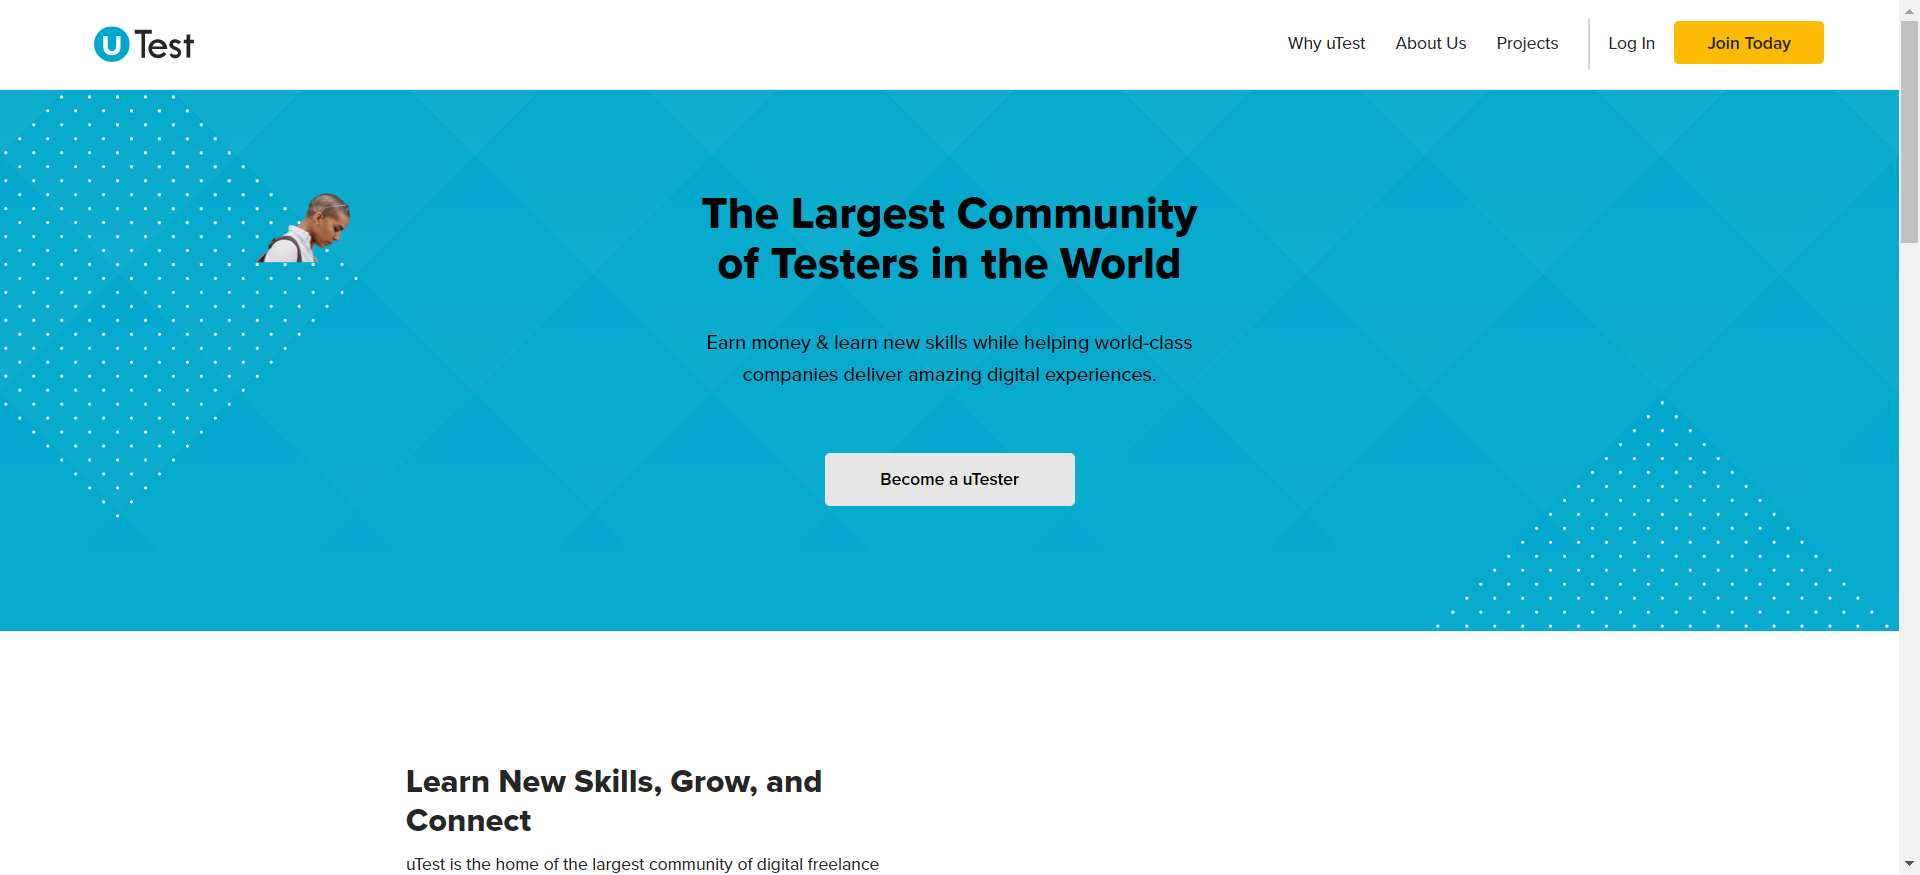 uTest
Why uTest
About Us
Projects
Log In
Join Today
The Largest Community
of Testers in the World
Earn money & learn new skills while helping world-class
companies deliver amazing digital experiences.
Become a uTester
Learn New Skills, Grow, and
Connect
uTest is the home of the largest community of digital freelance